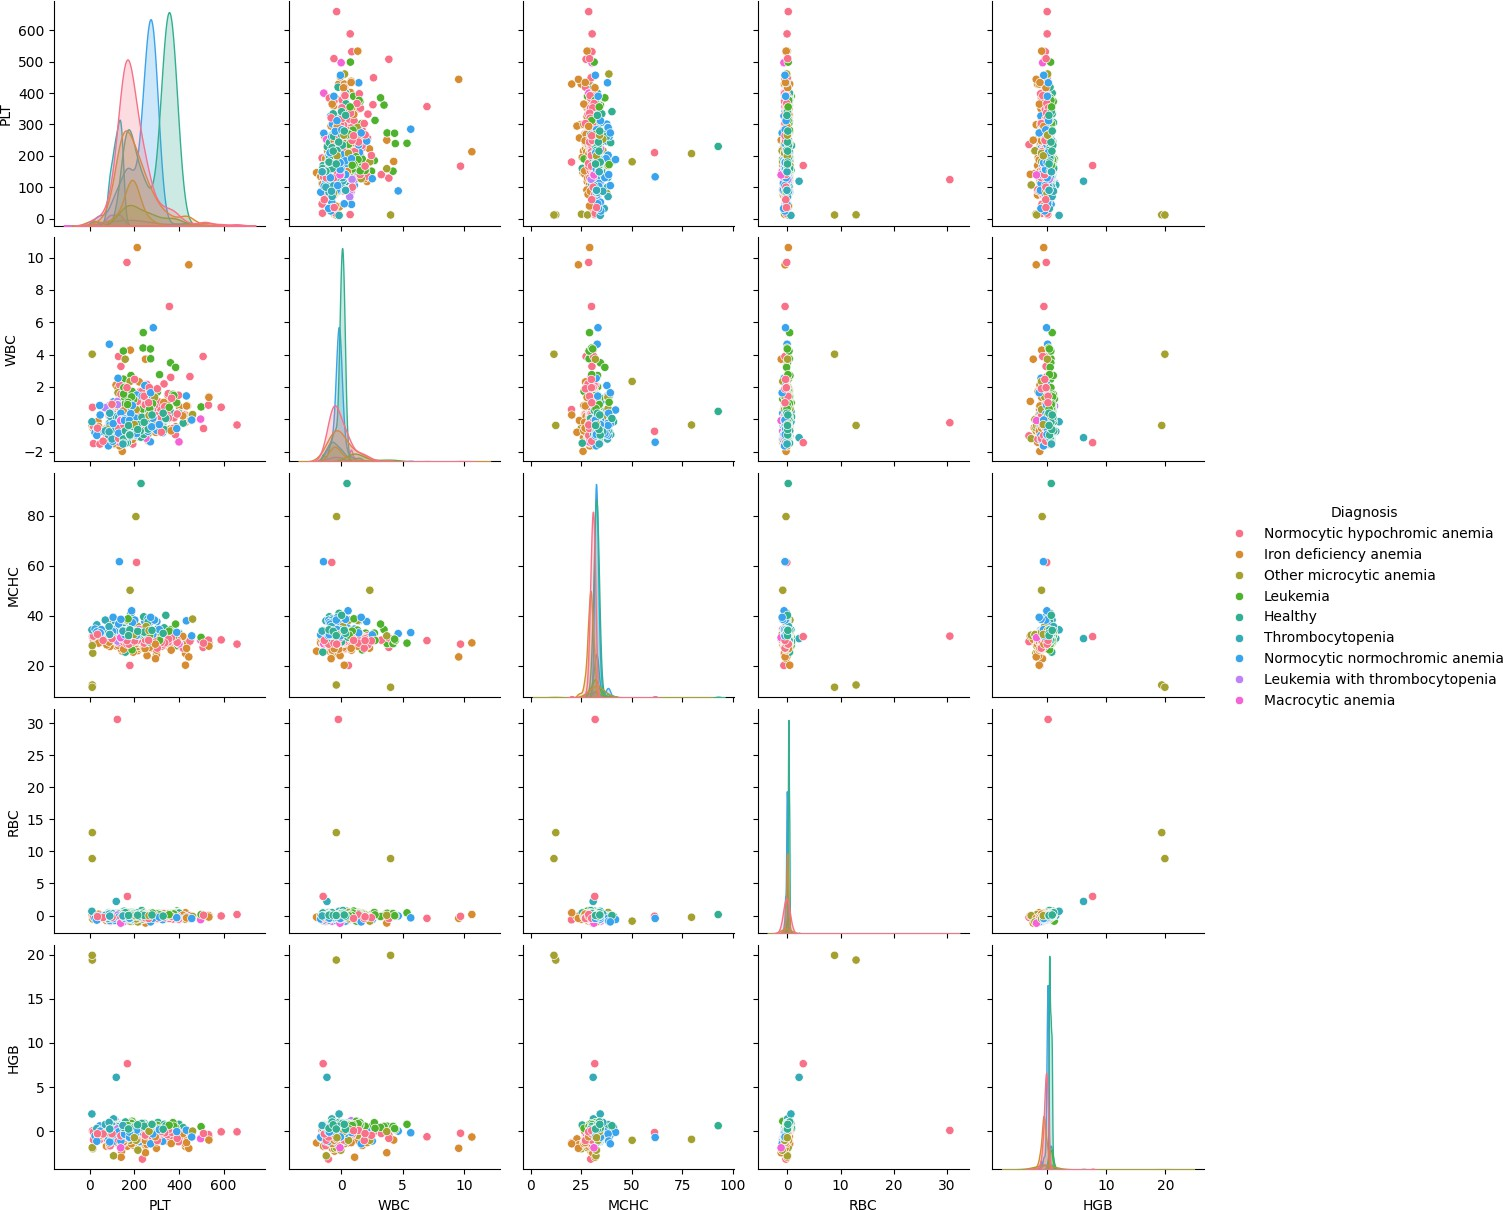 600
500
400
300
200
100
0
PLT
10
8
6
4
2
0
−2
WBC
80
60
40
20
MCHC
30
25
20
15
10
5
0
RBC
20
15
10
5
0
HGB
0 200 400 600
PLT
0 5 10
WBC
0 25 50 75 100
MCHC
0 10 20 30
RBC
0 10 20
HGB
Diagnosis
Normocytic hypochromic anemia
Iron deficiency anemia
Other microcytic anemia
Leukemia
Healthy
Thrombocytopenia
Normocytic normochromic anemia
Leukemia with thrombocytopenia
Macrocytic anemia